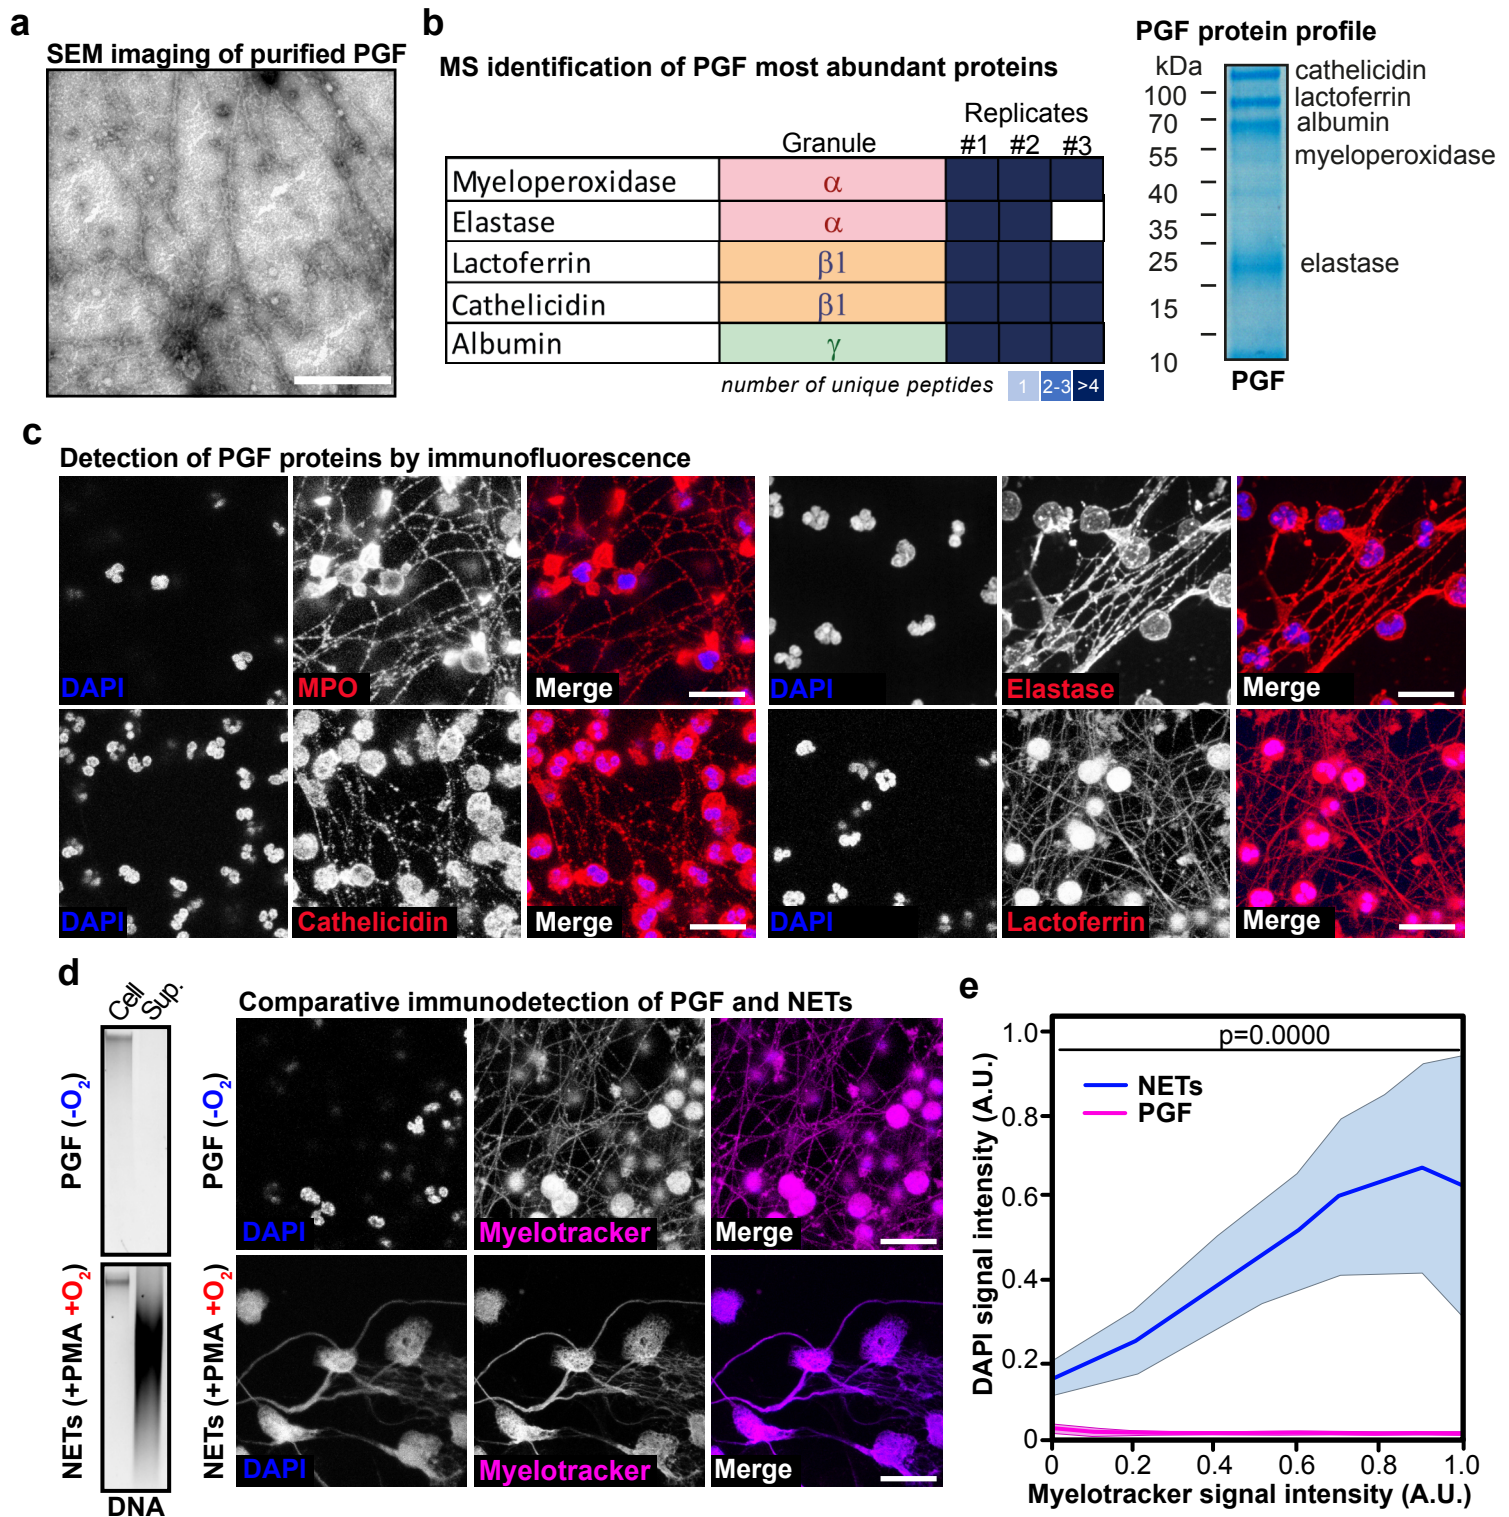 a
SEM imaging of purified PGF
b
MS identification of PGF most abundant proteins
Replicates
Granule #1 #2 #3
Myeloperoxidase α
Elastase α
Lactoferrin β1
Cathelicidin β1
Albumin γ
number of unique peptides 1 2-3 >4
PGF protein profile
kDa
100
70
55
40
35
25
15
10
cathelicidin
lactoferrin
albumin
myeloperoxidase
elastase
PGF
c
Detection of PGF proteins by immunofluorescence
DAPI MPO Merge DAPI Elastase Merge
DAPI Cathelicidin Merge DAPI Lactoferrin Merge
d
Cell Sup.
PGF (-O₂)
NETs (+PMA +O₂)
DNA
Comparative immunodetection of PGF and NETs
PGF (-O₂)
DAPI Myelotracker Merge
NETs (+PMA +O₂)
DAPI Myelotracker Merge
e
p=0.0000
NETs
PGF
DAPI signal intensity (A.U.)
1.0
0.8
0.6
0.4
0.2
0
0 0.2 0.4 0.6 0.8 1.0
Myelotracker signal intensity (A.U.)